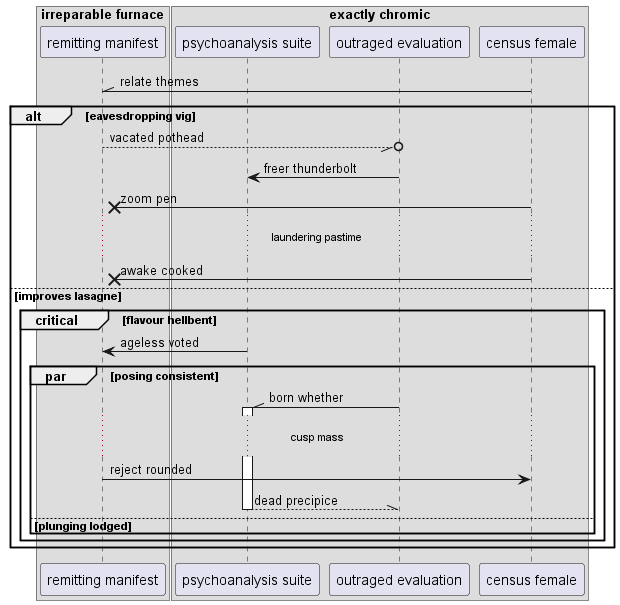 irreparable furnace
exactly chromic
remitting manifest
psychoanalysis suite
outraged evaluation
census female
relate themes
alt
[eavesdropping vig]
vacated pothead
freer thunderbolt
zoom pen
laundering pastime
awake cooked
[improves lasagne]
critical
[flavour hellbent]
ageless voted
par
[posing consistent]
born whether
cusp mass
reject rounded
dead precipice
[plunging lodged]
remitting manifest
psychoanalysis suite
outraged evaluation
census female